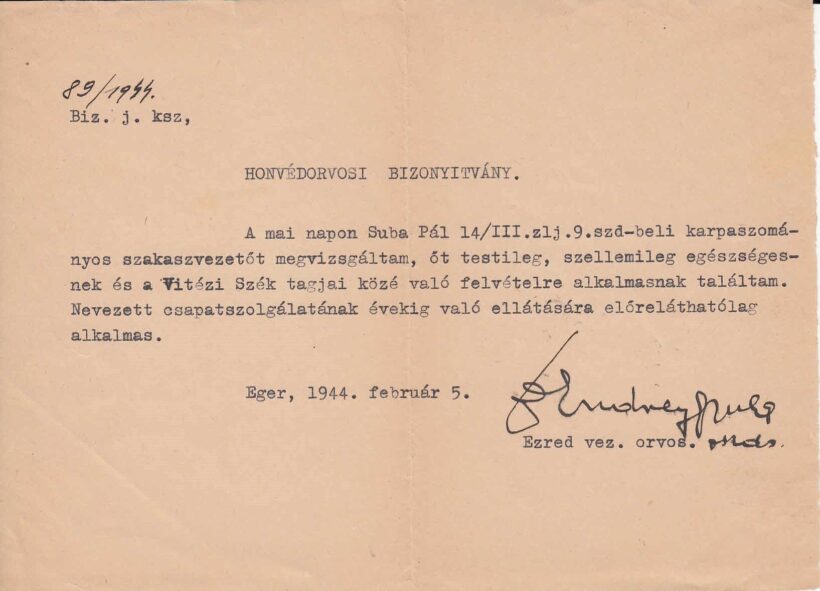 89/1944.
Biz. j. ksz,
HONVÉDORVOSI BIZONYITVÁNY.
A mai napon Suba Pál 14/III.zlj.9.szd-beli karpaszomá-
nyos szakaszvezetőt megvizsgáltam, őt testileg, szellemileg egészséges-
nek és a Vitézi Szék tagjai közé való felvételre alkalmasnak találtam.
Nevezett csapatszolgálatának évekig való ellátására előreláthatólag
alkalmas.
Eger, 1944. február 5.
Ezred vez. orvos.